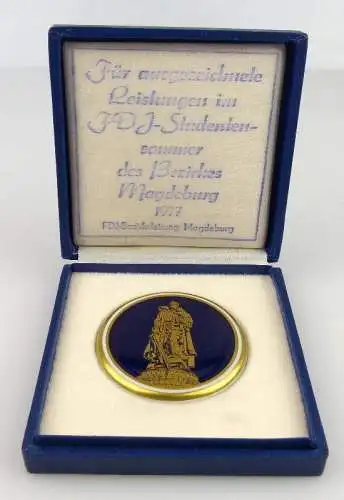 Für ausgezeichnete
Leistungen im
FDJ-Studenten-
sommer
des Bezirkes
Magdeburg
1977
FDJ-Bezirksleitung Magdeburg